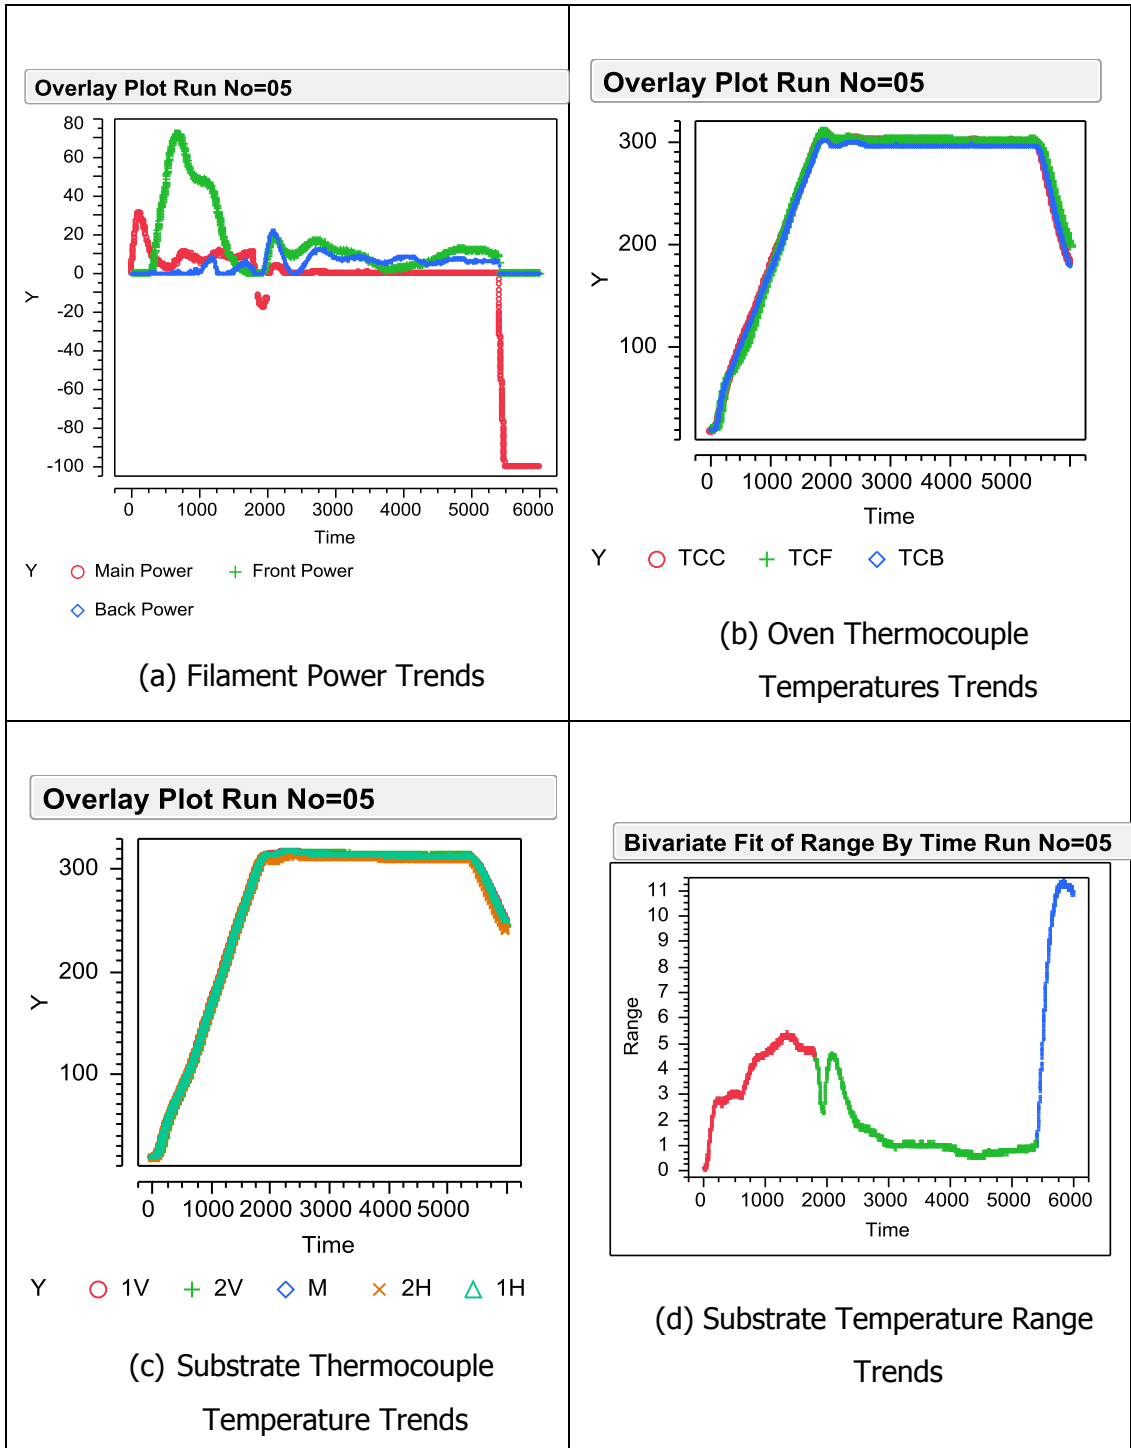 Overlay Plot Run No=05
80
60
40
20
0
-20
-40
-60
-80
-100
Y
0 1000 2000 3000 4000 5000 6000
Time
Y Main Power Front Power
Back Power
(a) Filament Power Trends
Overlay Plot Run No=05
300
200
100
Y
0 1000 2000 3000 4000 5000
Time
Y TCC TCF TCB
(b) Oven Thermocouple
Temperatures Trends
Overlay Plot Run No=05
300
200
100
Y
0 1000 2000 3000 4000 5000
Time
Y 1V 2V M 2H 1H
(c) Substrate Thermocouple
Temperature Trends
Bivariate Fit of Range By Time Run No=05
11
10
9
8
7
6
5
4
3
2
1
0
Range
0 1000 2000 3000 4000 5000 6000
Time
(d) Substrate Temperature Range
Trends